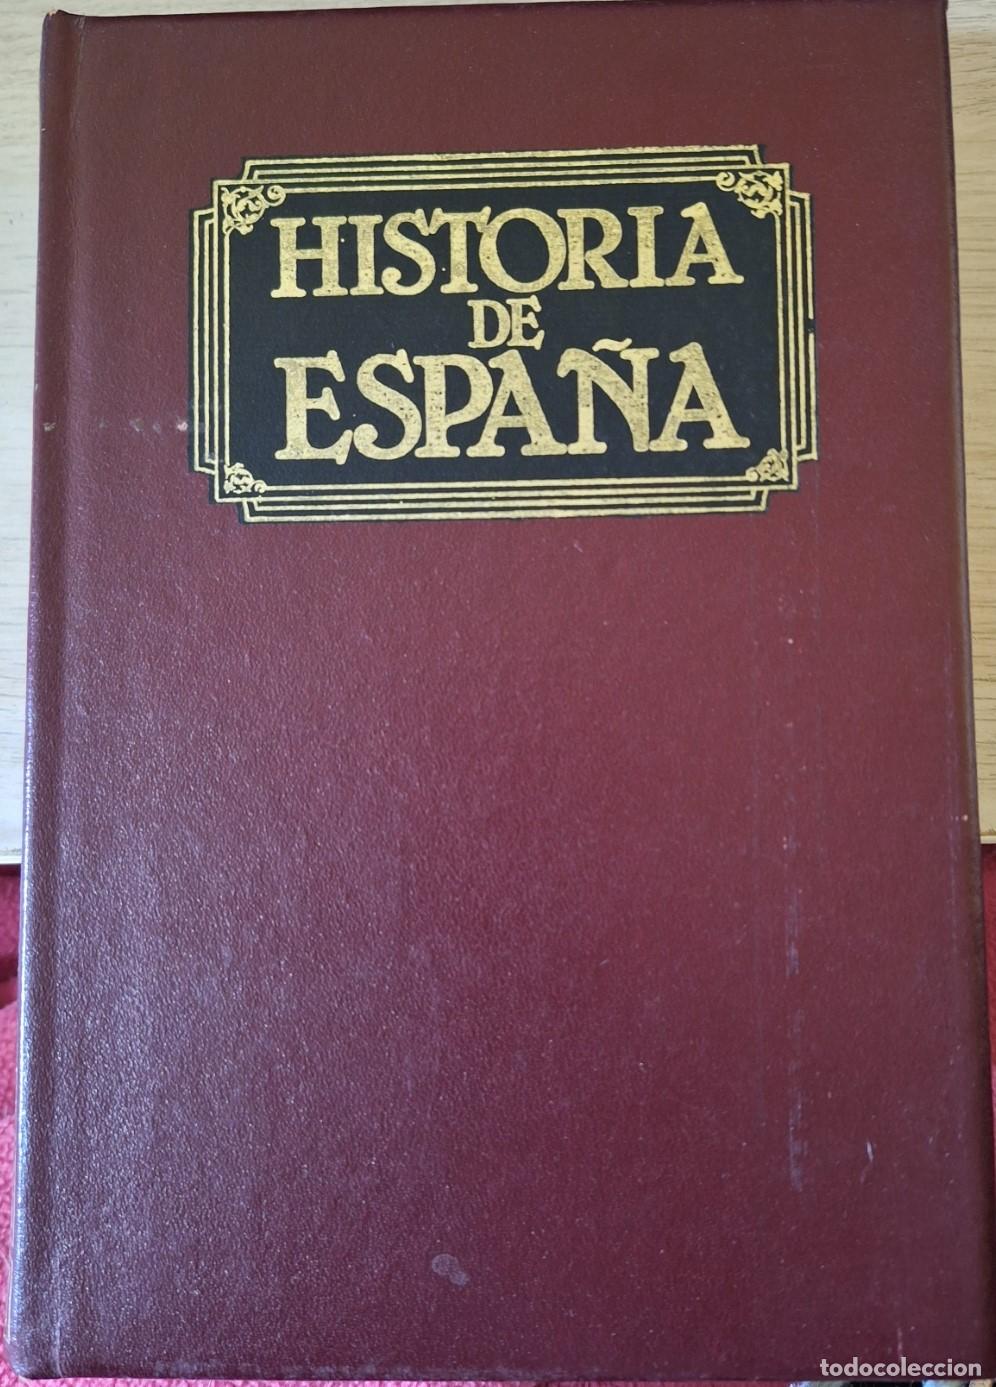 HISTORIA
DE
ESPAÑA
todocoleccion